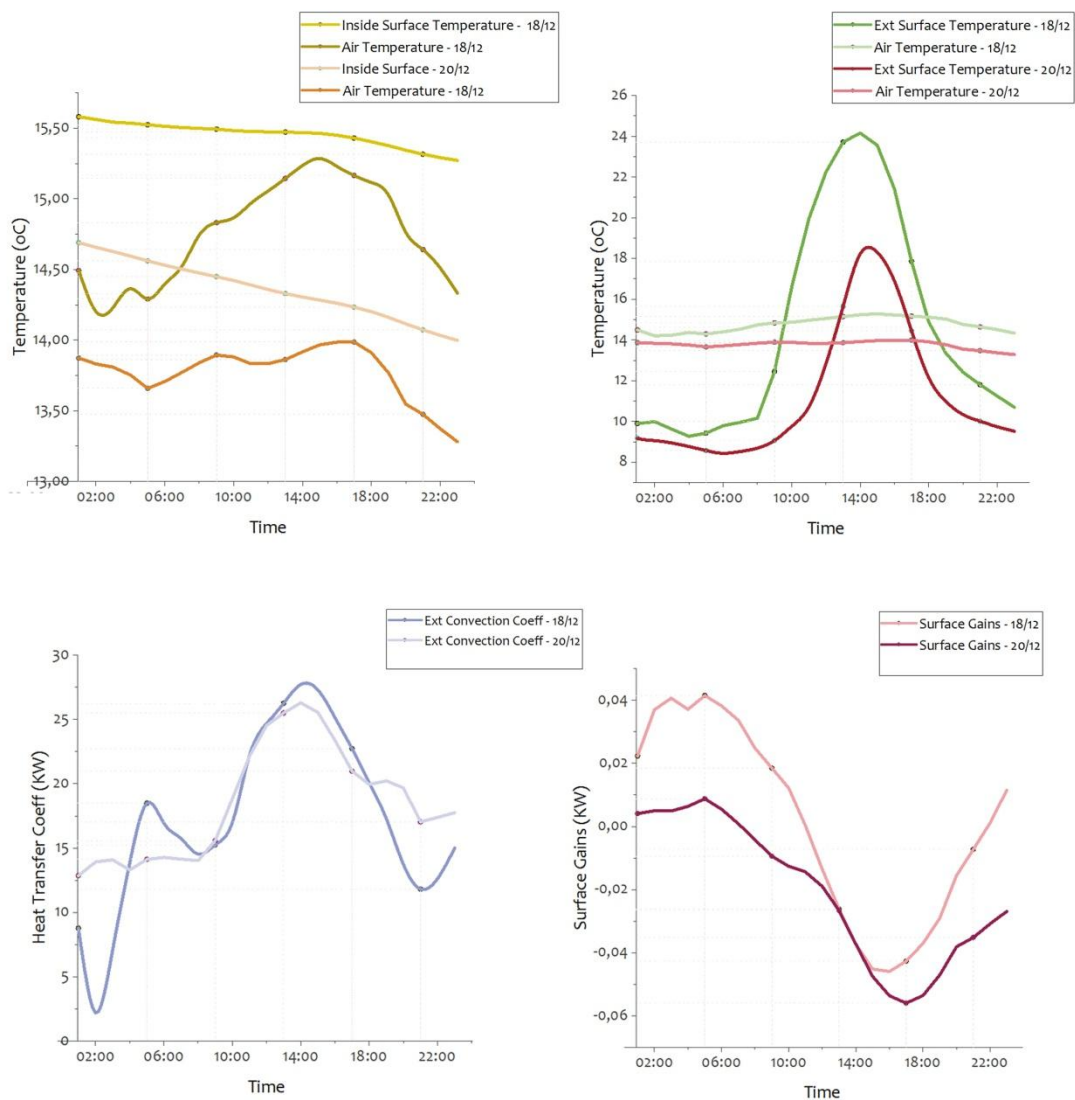 Inside Surface Temperature - 18/12
Air Temperature - 18/12
Inside Surface - 20/12
Air Temperature - 18/12
15,50
15,00
14,50
14,00
13,50
13,00
Temperature (oC)
02:00 06:00 10:00 14:00 18:00 22:00
Time
Ext Surface Temperature - 18/12
Air Temperature - 18/12
Ext Surface Temperature - 20/12
Air Temperature - 20/12
26
24
22
20
18
16
14
12
10
8
Temperature (oC)
02:00 06:00 10:00 14:00 18:00 22:00
Time
Ext Convection Coeff - 18/12
Ext Convection Coeff - 20/12
30
25
20
15
10
5
0
Heat Transfer Coeff (KW)
02:00 06:00 10:00 14:00 18:00 22:00
Time
Surface Gains - 18/12
Surface Gains - 20/12
0,04
0,02
0,00
-0,02
-0,04
-0,06
Surface Gains (KW)
02:00 06:00 10:00 14:00 18:00 22:00
Time